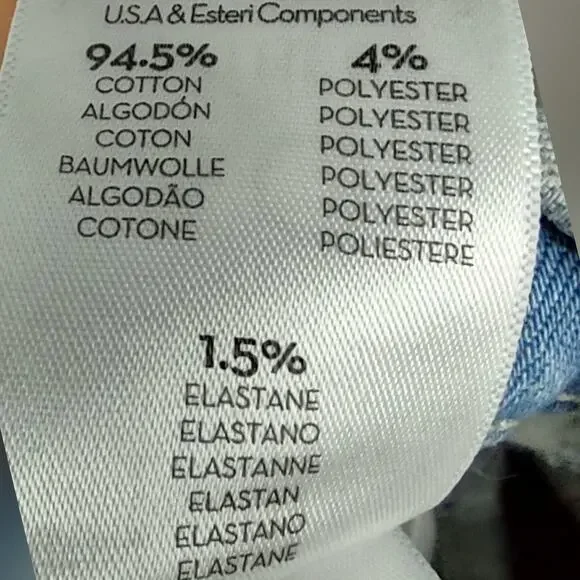 U.S.A & Esteri Components
94.5%
COTTON
ALGODÓN
COTON
BAUMWOLLE
ALGODÃO
COTONE
4%
POLYESTER
POLYESTER
POLYESTER
POLYESTER
POLYESTER
POLIESTERE
1.5%
ELASTANE
ELASTANO
ELASTANNE
ELASTAN
ELASTANO
ELASTANE